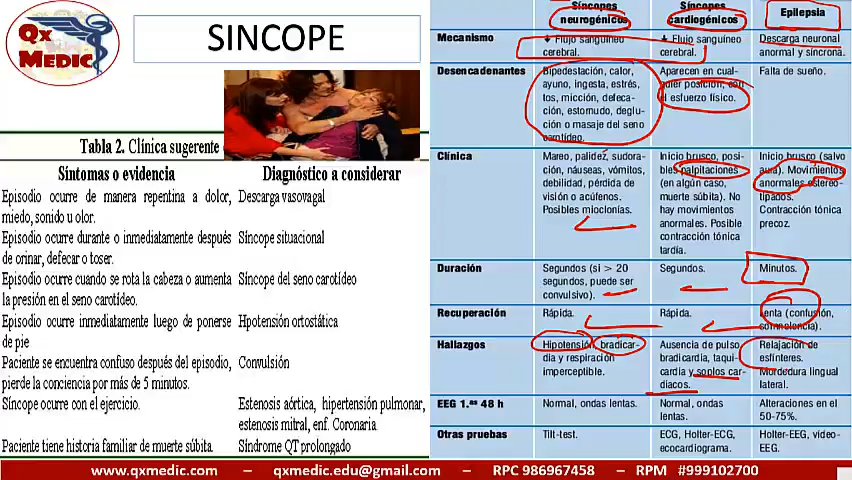 Qx
MEDIC
SINCOPE
Tabla 2. Clínica sugerente
Síntomas o evidencia
Diagnóstico a considerar
Episodio ocurre de manera repentina a dolor,
miedo, sonido u olor.
Descarga vasovagal
Episodio ocurre durante o inmediatamente después
de orinar, defecar o toser.
Síncope situacional
Episodio ocurre cuando se rota la cabeza o aumenta
la presión en el seno carotídeo.
Síncope del seno carotídeo
Episodio ocurre inmediatamente luego de ponerse
de pie
Hipotensión ortostática
Paciente se encuentra confuso después del episodio,
pierde la conciencia por más de 5 minutos.
Convulsión
Síncope ocurre con el ejercicio.
Estenosis aórtica, hipertensión pulmonar,
estenosis mitral, enf. Coronaria.
Paciente tiene historia familiar de muerte súbita.
Síndrome QT prolongado
Síncopes
neurogénicos
Síncopes
cardiogénicos
Epilepsia
Mecanismo
Flujo sanguíneo
cerebral.
Flujo sanguíneo
cerebral.
Descarga neuronal
anormal y síncrona.
Desencadenantes
Bipedestación, calor,
ayuno, ingesta, estrés,
tos, micción, defeca-
ción, estornudo, deglu-
ción o masaje del seno
carotídeo.
Aparecen en cual-
quier posición, con
el esfuerzo físico.
Falta de sueño.
Clínica
Mareo, palidez, sudora-
ción, náuseas, vómitos,
debilidad, pérdida de
visión o acúfenos.
Posibles mioclonías.
Inicio brusco, posi-
bles palpitaciones
(en algún caso,
muerte súbita). No
hay movimientos
anormales. Posible
contracción tónica
tardía.
Inicio brusco (salvo
aura). Movimientos
anormales estereo-
tipados.
Contracción tónica
precoz.
Duración
Segundos (si > 20
segundos, puede ser
convulsivo).
Segundos.
Minutos.
Recuperación
Rápida.
Rápida.
Lenta (confusión,
somnolencia).
Hallazgos
Hipotensión, bradicar-
dia y respiración
imperceptible.
Ausencia de pulso,
bradicardia, taqui-
cardia y soplos car-
díacos.
Relajación de
esfínteres.
Mordedura lingual
lateral.
EEG 1.as 48 h
Normal, ondas lentas.
Normal, ondas
lentas.
Alteraciones en el
50-75%.
Otras pruebas
Tilt-test.
ECG, Holter-ECG,
ecocardiograma.
Holter-EEG, vídeo-
EEG.
www.qxmedic.com – qxmedic.edu@gmail.com – RPC 986967458 – RPM #999102700